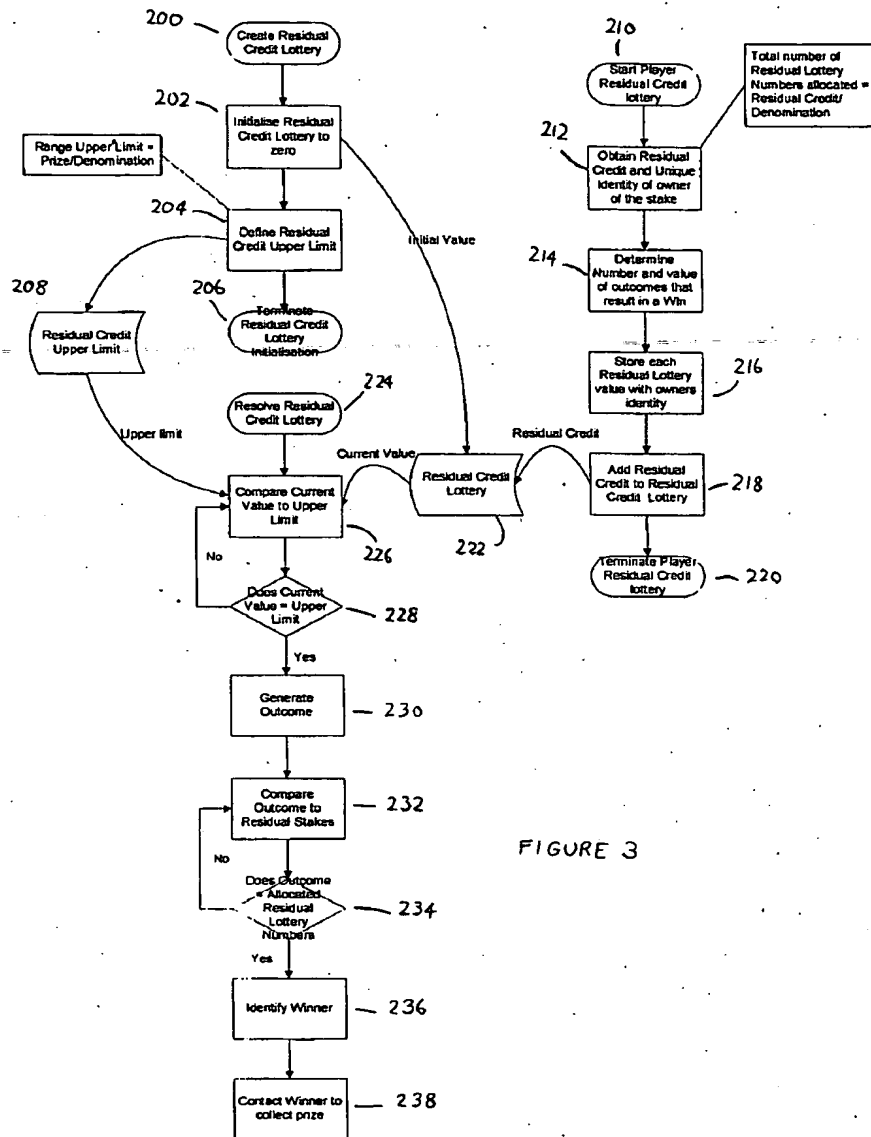 200
Create Residual
Credit Lottery
202
Initialise Residual
Credit Lottery to
zero
Range Upper Limit =
Prize/Denomination
204
Define Residual
Credit Upper Limit
208
Residual Credit
Upper Limit
206
Terminate
Residual Credit
Lottery
Initialisation
Initial Value
Upper limit
224
Resolve Residual
Credit Lottery
Compare Current
Value to Upper
Limit
226
No
Does Current
Value = Upper
Limit
228
Yes
Generate
Outcome
230
Compare
Outcome to
Residual Stakes
232
No
Does Outcome
= Allocated
Residual
Lottery
Numbers
234
Yes
Identify Winner
236
Contact Winner to
collect prize
238
210
Start Player
Residual Credit
lottery
Total number of
Residual Lottery
Numbers allocated =
Residual Credit/
Denomination
212
Obtain Residual
Credit and Unique
Identity of owner
of the stake
214
Determine
Number and value
of outcomes that
result in a Win
Store each
Residual Lottery
value with owners
identity
216
Add Residual
Credit to Residual
Credit Lottery
218
Terminate Player
Residual Credit
lottery
220
Residual Credit
Current Value
Residual Credit
Lottery
222
FIGURE 3